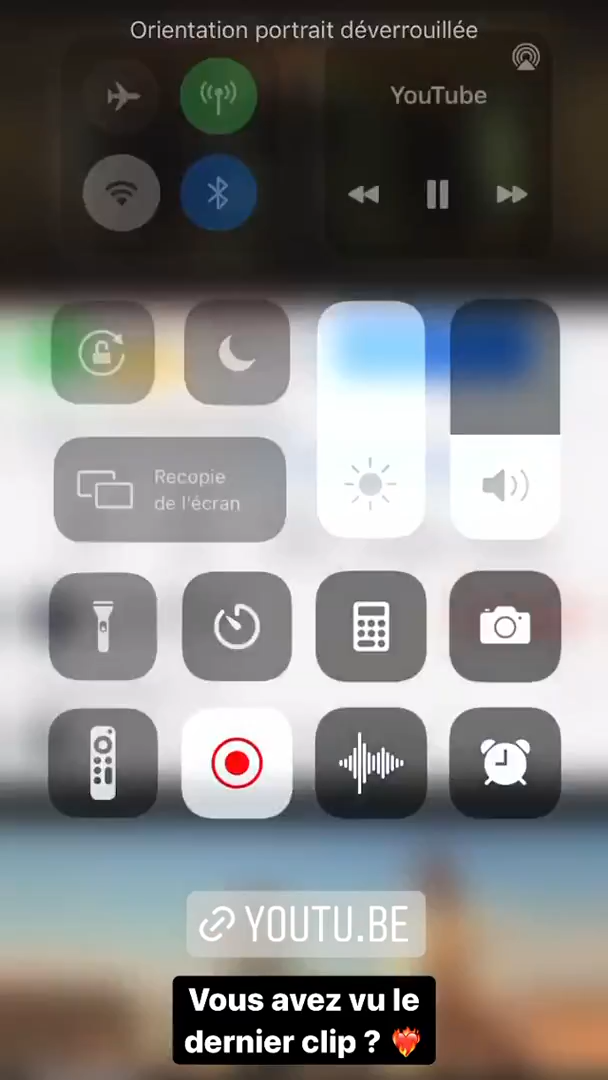 Orientation portrait déverrouillée
YouTube
Recopie
de l'écran
YOUTU.BE
Vous avez vu le
dernier clip ? ❤️‍🔥